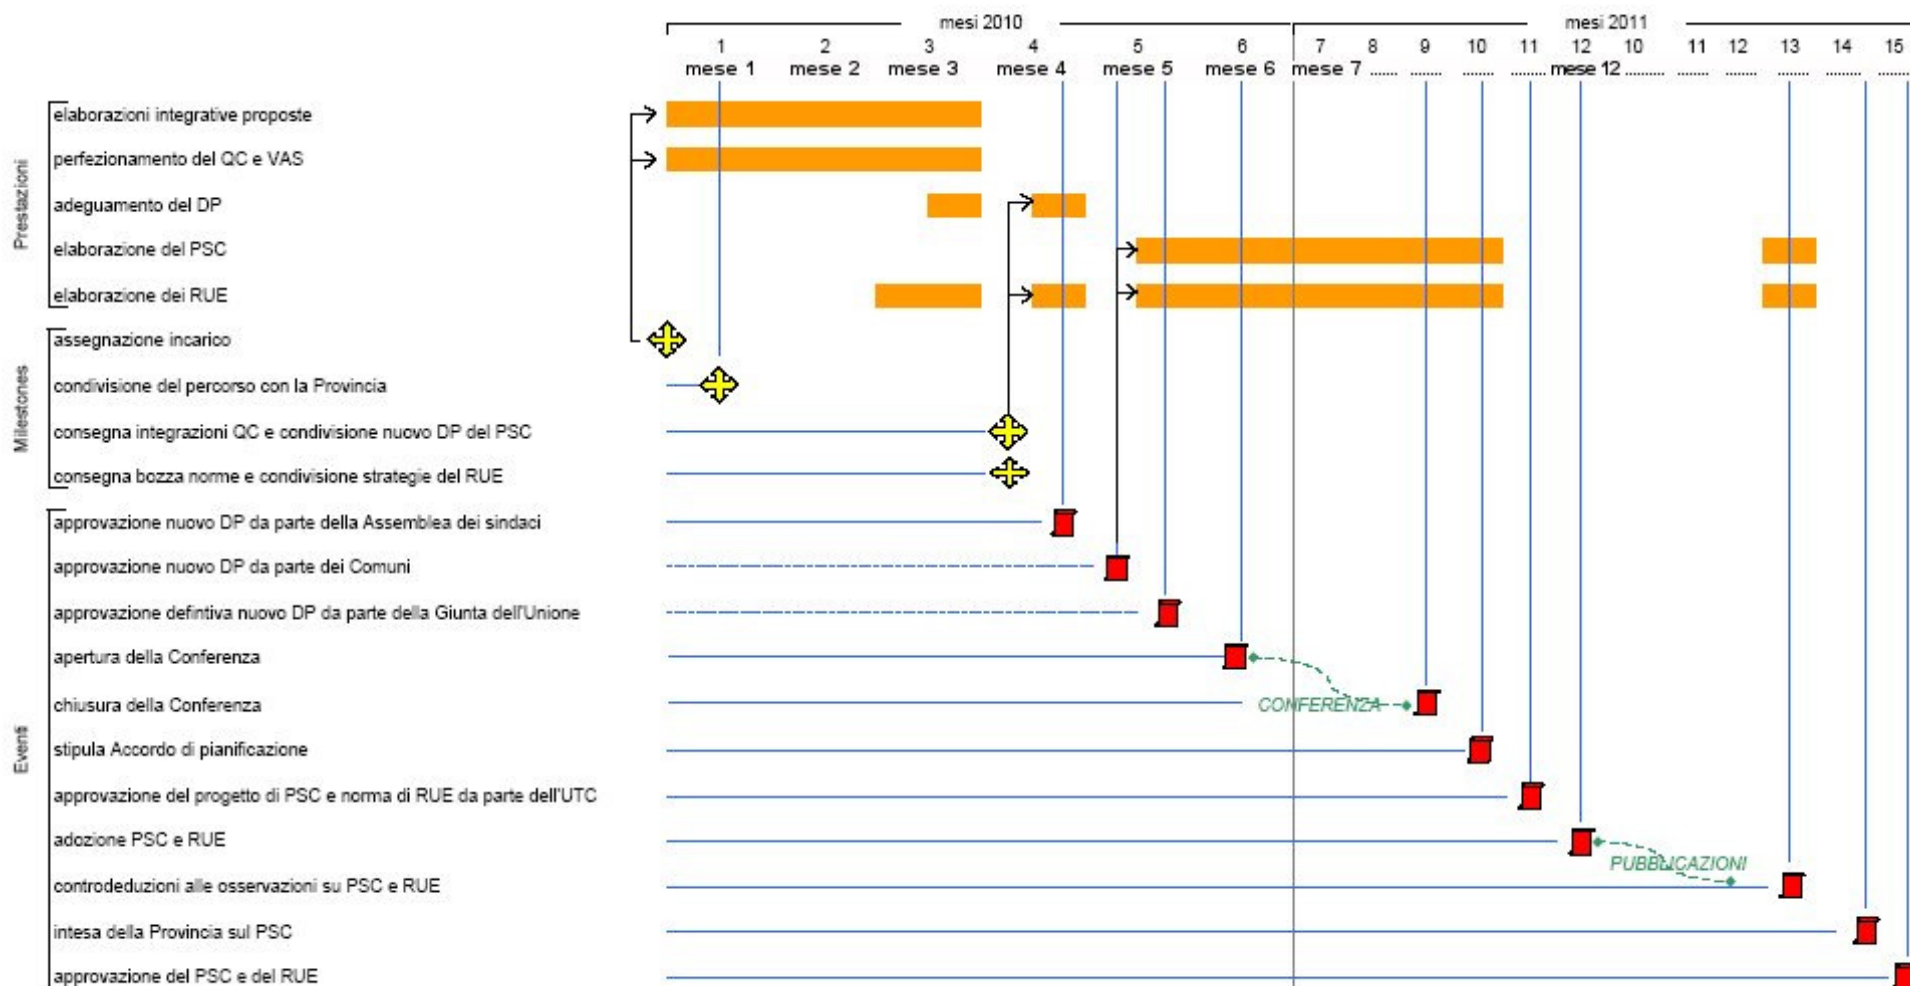 mesi 2010 mesi 2011
1 2 3 4 5 6 7 8 9 10 11 12 10 11 12 13 14 15
mese 1 mese 2 mese 3 mese 4 mese 5 mese 6 mese 7 ...... ...... ...... ...... mese 12 ........ ...... ...... ...... ....... ......
Prestazioni
elaborazioni integrative proposte
perfezionamento del QC e VAS
adeguamento del DP
elaborazione del PSC
elaborazione dei RUE
Milestones
assegnazione incarico
condivisione del percorso con la Provincia
consegna integrazioni QC e condivisione nuovo DP del PSC
consegna bozza norme e condivisione strategie del RUE
Eventi
approvazione nuovo DP da parte della Assemblea dei sindaci
approvazione nuovo DP da parte dei Comuni
approvazione defintiva nuovo DP da parte della Giunta dell'Unione
apertura della Conferenza
chiusura della Conferenza
CONFERENZA
stipula Accordo di pianificazione
approvazione del progetto di PSC e norma di RUE da parte dell'UTC
adozione PSC e RUE
PUBBLICAZIONI
controdeduzioni alle osservazioni su PSC e RUE
intesa della Provincia sul PSC
approvazione del PSC e del RUE